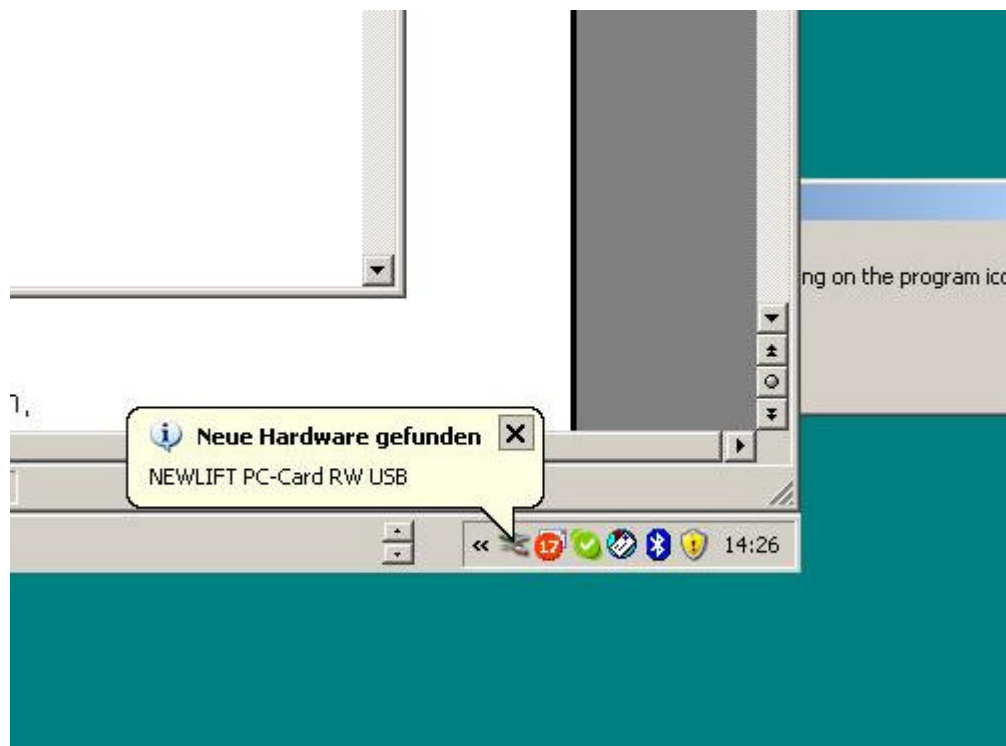 ng on the program ico
n,
Neue Hardware gefunden
NEWLIFT PC-Card RW USB
« 17 14:26